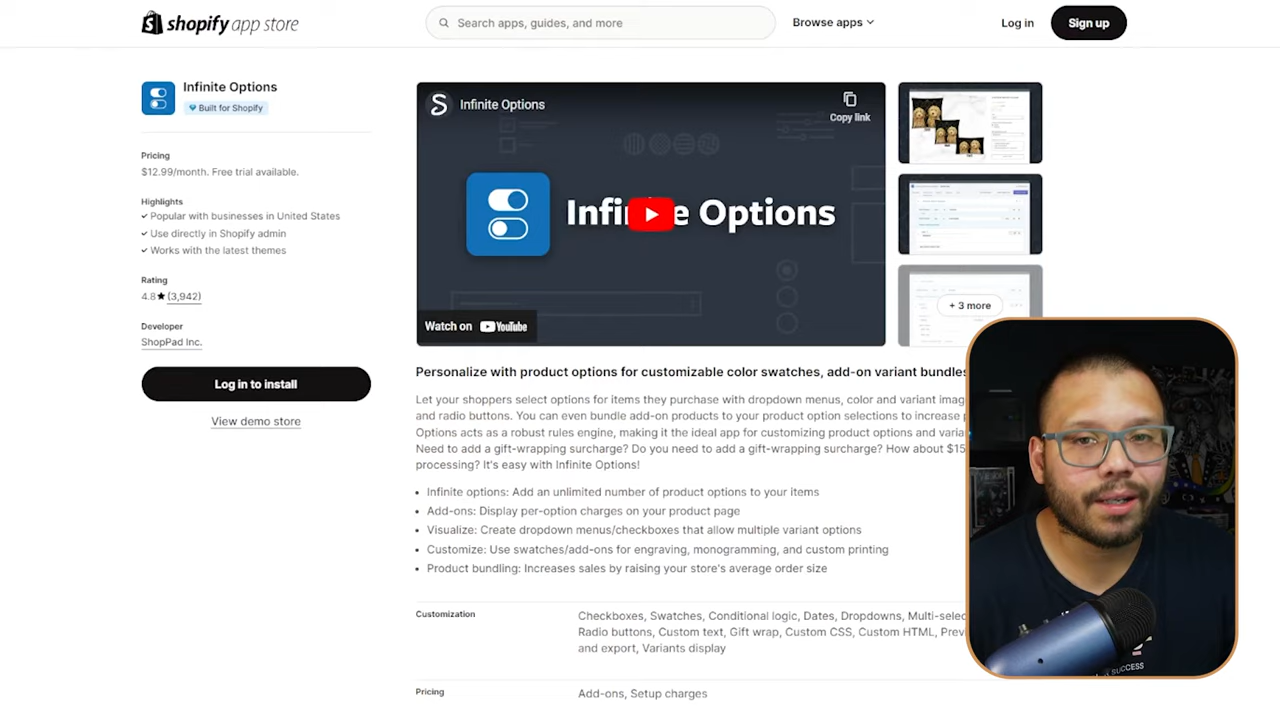 shopify app store
Search apps, guides, and more
Browse apps
Log in
Sign up
Infinite Options
Built for Shopify
Pricing
$12.99/month. Free trial available.
Highlights
Popular with businesses in United States
Use directly in Shopify admin
Works with the latest themes
Rating
4.8★ (3,942)
Developer
ShopPad Inc.
Log in to install
View demo store
Infinite Options
Copy link
Infi e Options
Watch on YouTube
+ 3 more
Personalize with product options for customizable color swatches, add-on variant bundles
Let your shoppers select options for items they purchase with dropdown menus, color and variant
and radio buttons. You can even bundle add-on products to your product option selections to increase
Options acts as a robust rules engine, making it the ideal app for customizing product options and
Need to add a gift-wrapping surcharge? Do you need to add a gift-wrapping surcharge? How about $15
processing? It's easy with Infinite Options!
• Infinite options: Add an unlimited number of product options to your items
• Add-ons: Display per-option charges on your product page
• Visualize: Create dropdown menus/checkboxes that allow multiple variant options
• Customize: Use swatches/add-ons for engraving, monogramming, and custom printing
• Product bundling: Increases sales by raising your store's average order size
Customization
Checkboxes, Swatches, Conditional logic, Dates, Dropdowns,
Radio buttons, Custom text, Gift wrap, Custom CSS, Custom HTML,
and export, Variants display
Pricing
Add-ons, Setup charges
SUCCESS